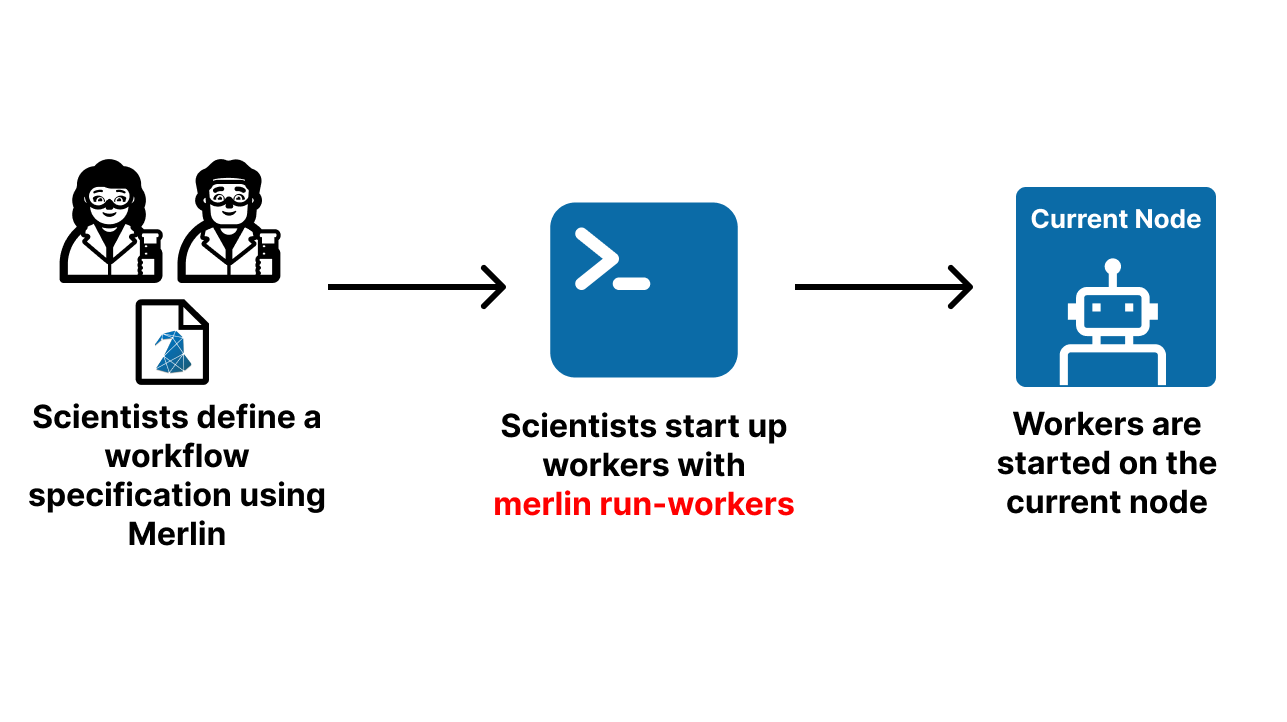 Current Node
Scientists define a
workflow
specification using
Merlin
Scientists start up
workers with
merlin run-workers
Workers are
started on the
current node